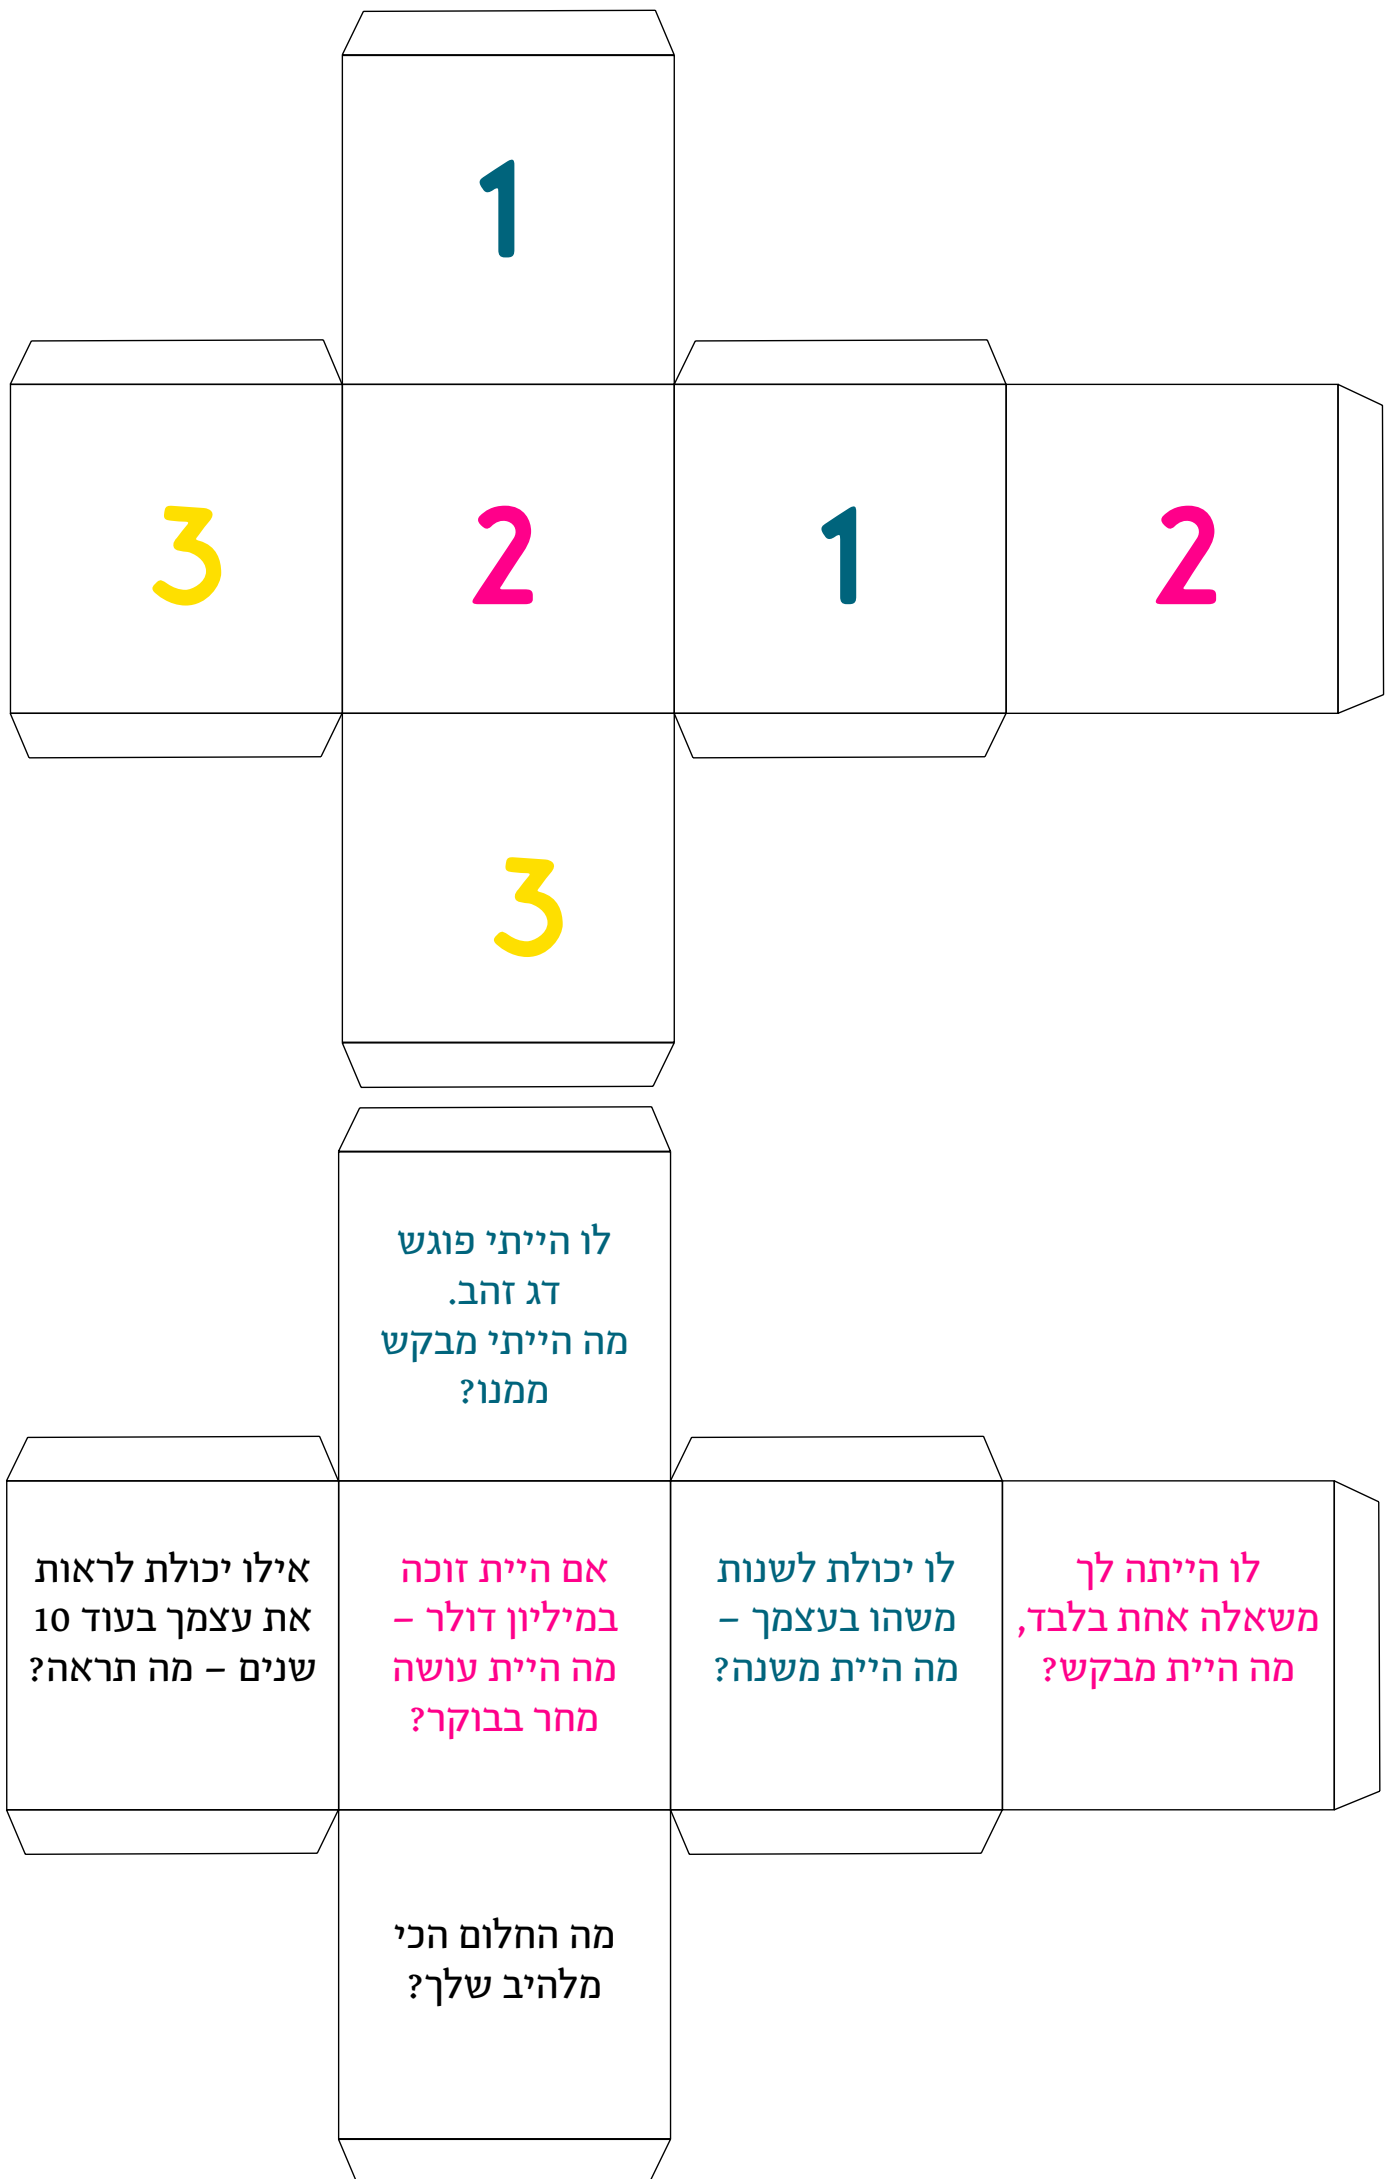 1
3
2
1
2
3
לו הייתי פוגש
דג זהב.
מה הייתי מבקש
ממנו?
אילו יכולת לראות
את עצמך בעוד 10
שנים – מה תראה?
אם היית זוכה
במיליון דולר –
מה היית עושה
מחר בבוקר?
לו יכולת לשנות
משהו בעצמך –
מה היית משנה?
לו הייתה לך
משאלה אחת בלבד,
מה היית מבקש?
מה החלום הכי
מלהיב שלך?